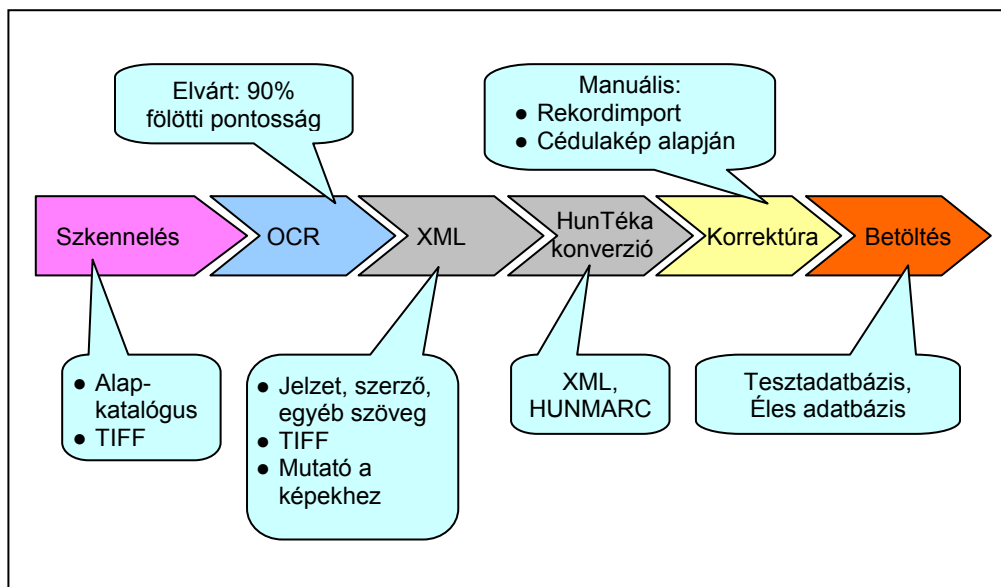 Elvárt: 90%
fölötti pontosság
Manuális:
● Rekordimport
● Cédulakép alapján
Szkennelés
OCR
XML
HunTéka
konverzió
Korrektúra
Betöltés
● Alap-
katalógus
● TIFF
● Jelzet, szerző,
egyéb szöveg
● TIFF
● Mutató a
képekhez
XML,
HUNMARC
Tesztadatbázis,
Éles adatbázis